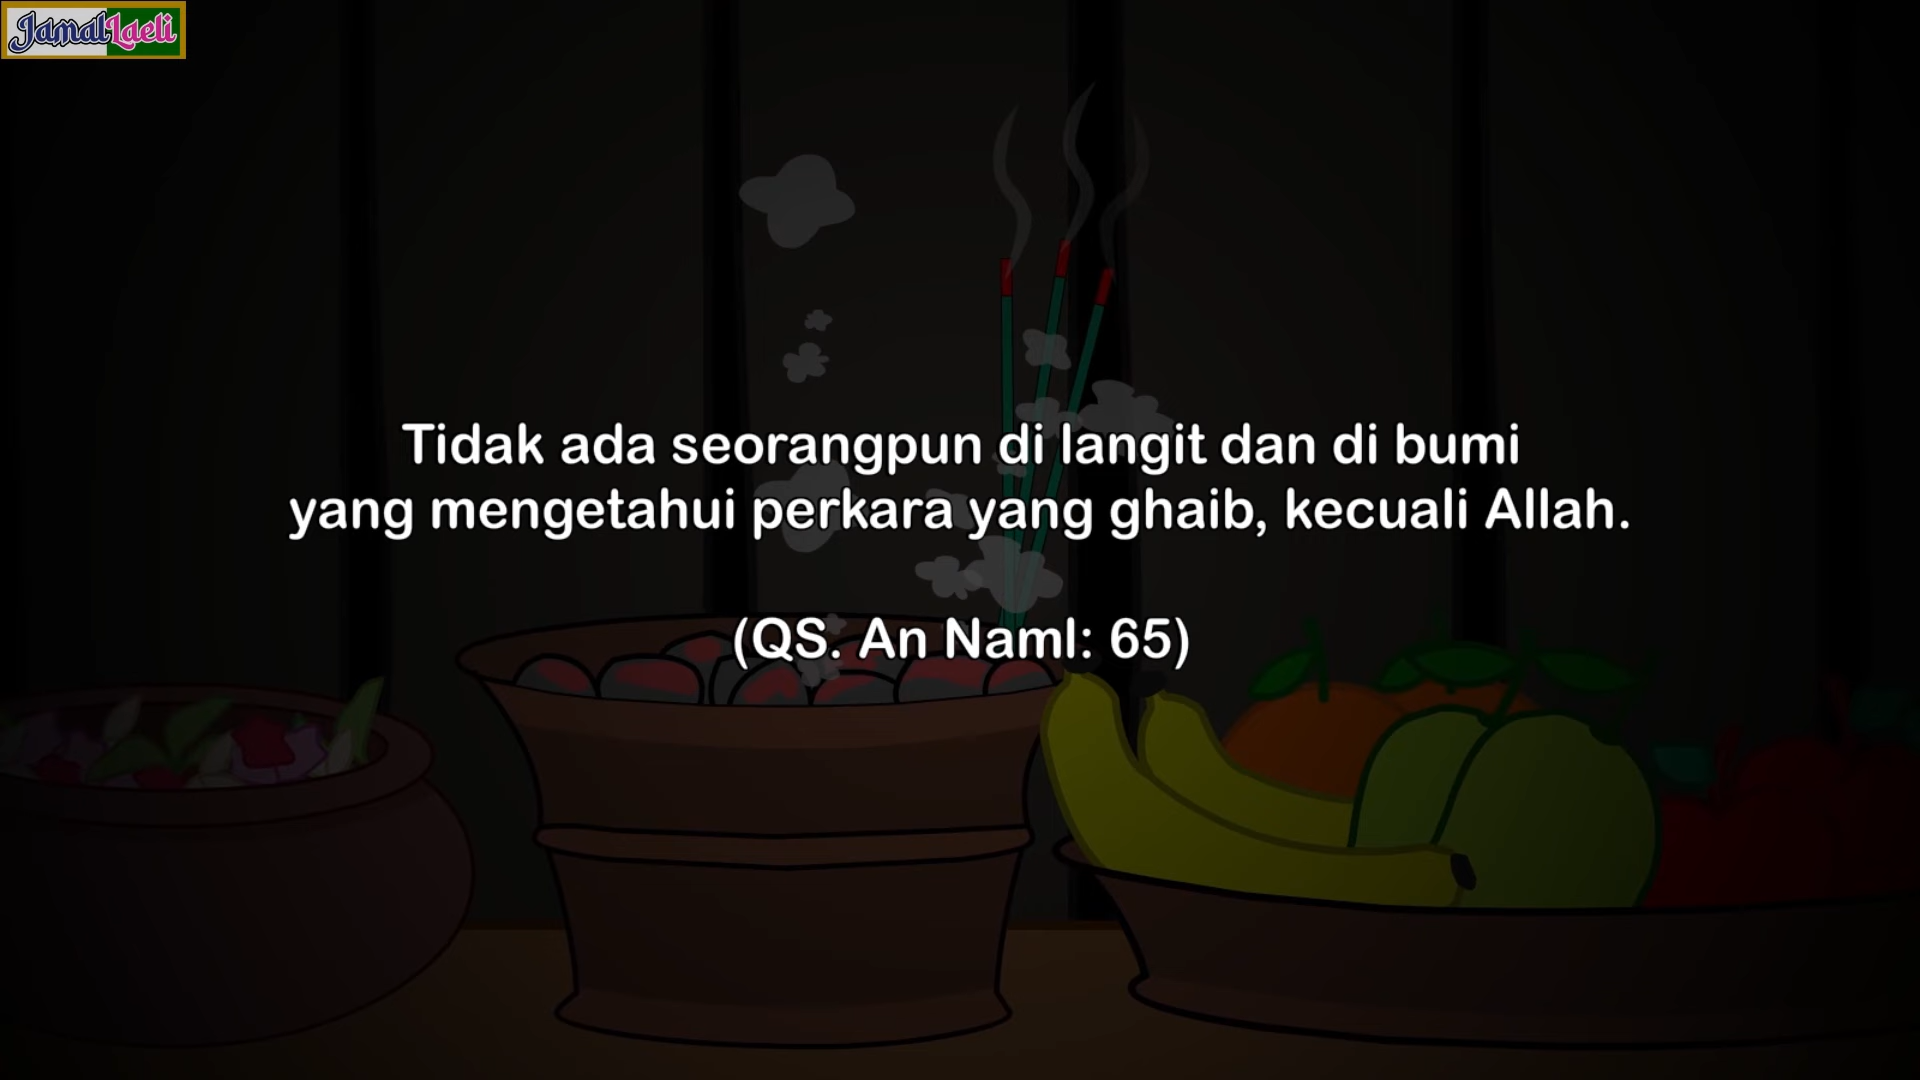 JamalLaeli
Tidak ada seorangpun di langit dan di bumi
yang mengetahui perkara yang ghaib, kecuali Allah.
(QS. An Naml: 65)